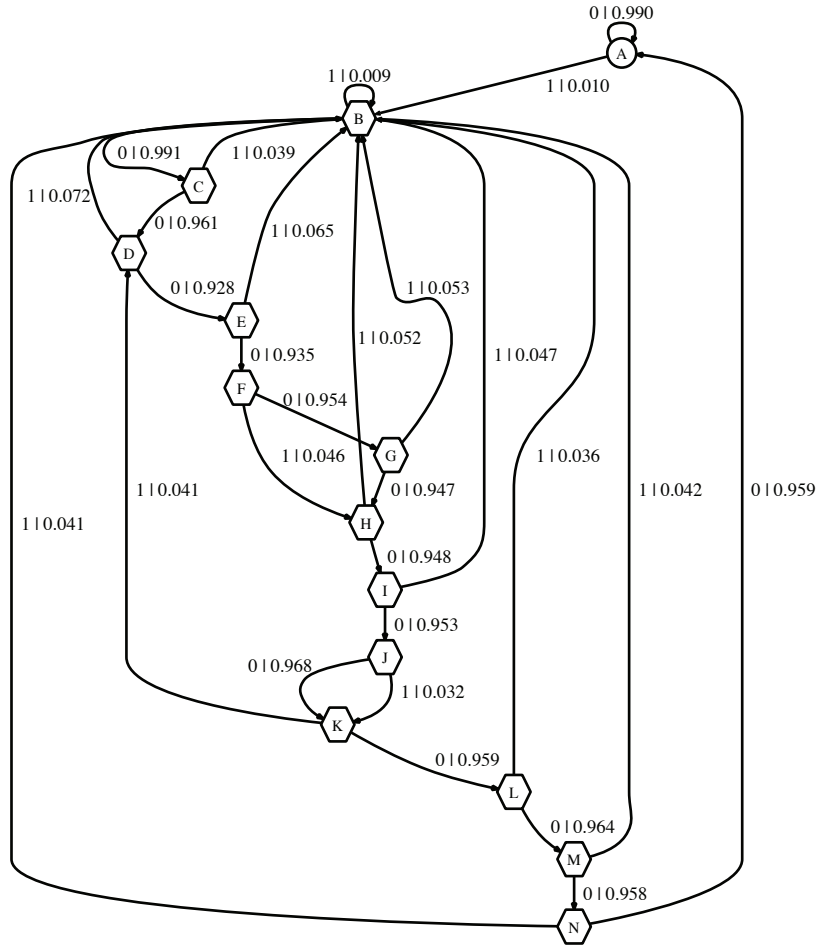 0 | 0.990
A
1 | 0.010
1 | 0.009
B
0 | 0.991
1 | 0.039
C
1 | 0.072
0 | 0.961
1 | 0.065
D
0 | 0.928
1 | 0.053
E
1 | 0.052
0 | 0.935
1 | 0.047
F
0 | 0.954
1 | 0.046
G
1 | 0.036
1 | 0.041
0 | 0.947
1 | 0.042
0 | 0.959
1 | 0.041
H
0 | 0.948
I
0 | 0.953
J
0 | 0.968
1 | 0.032
K
0 | 0.959
L
0 | 0.964
M
0 | 0.958
N